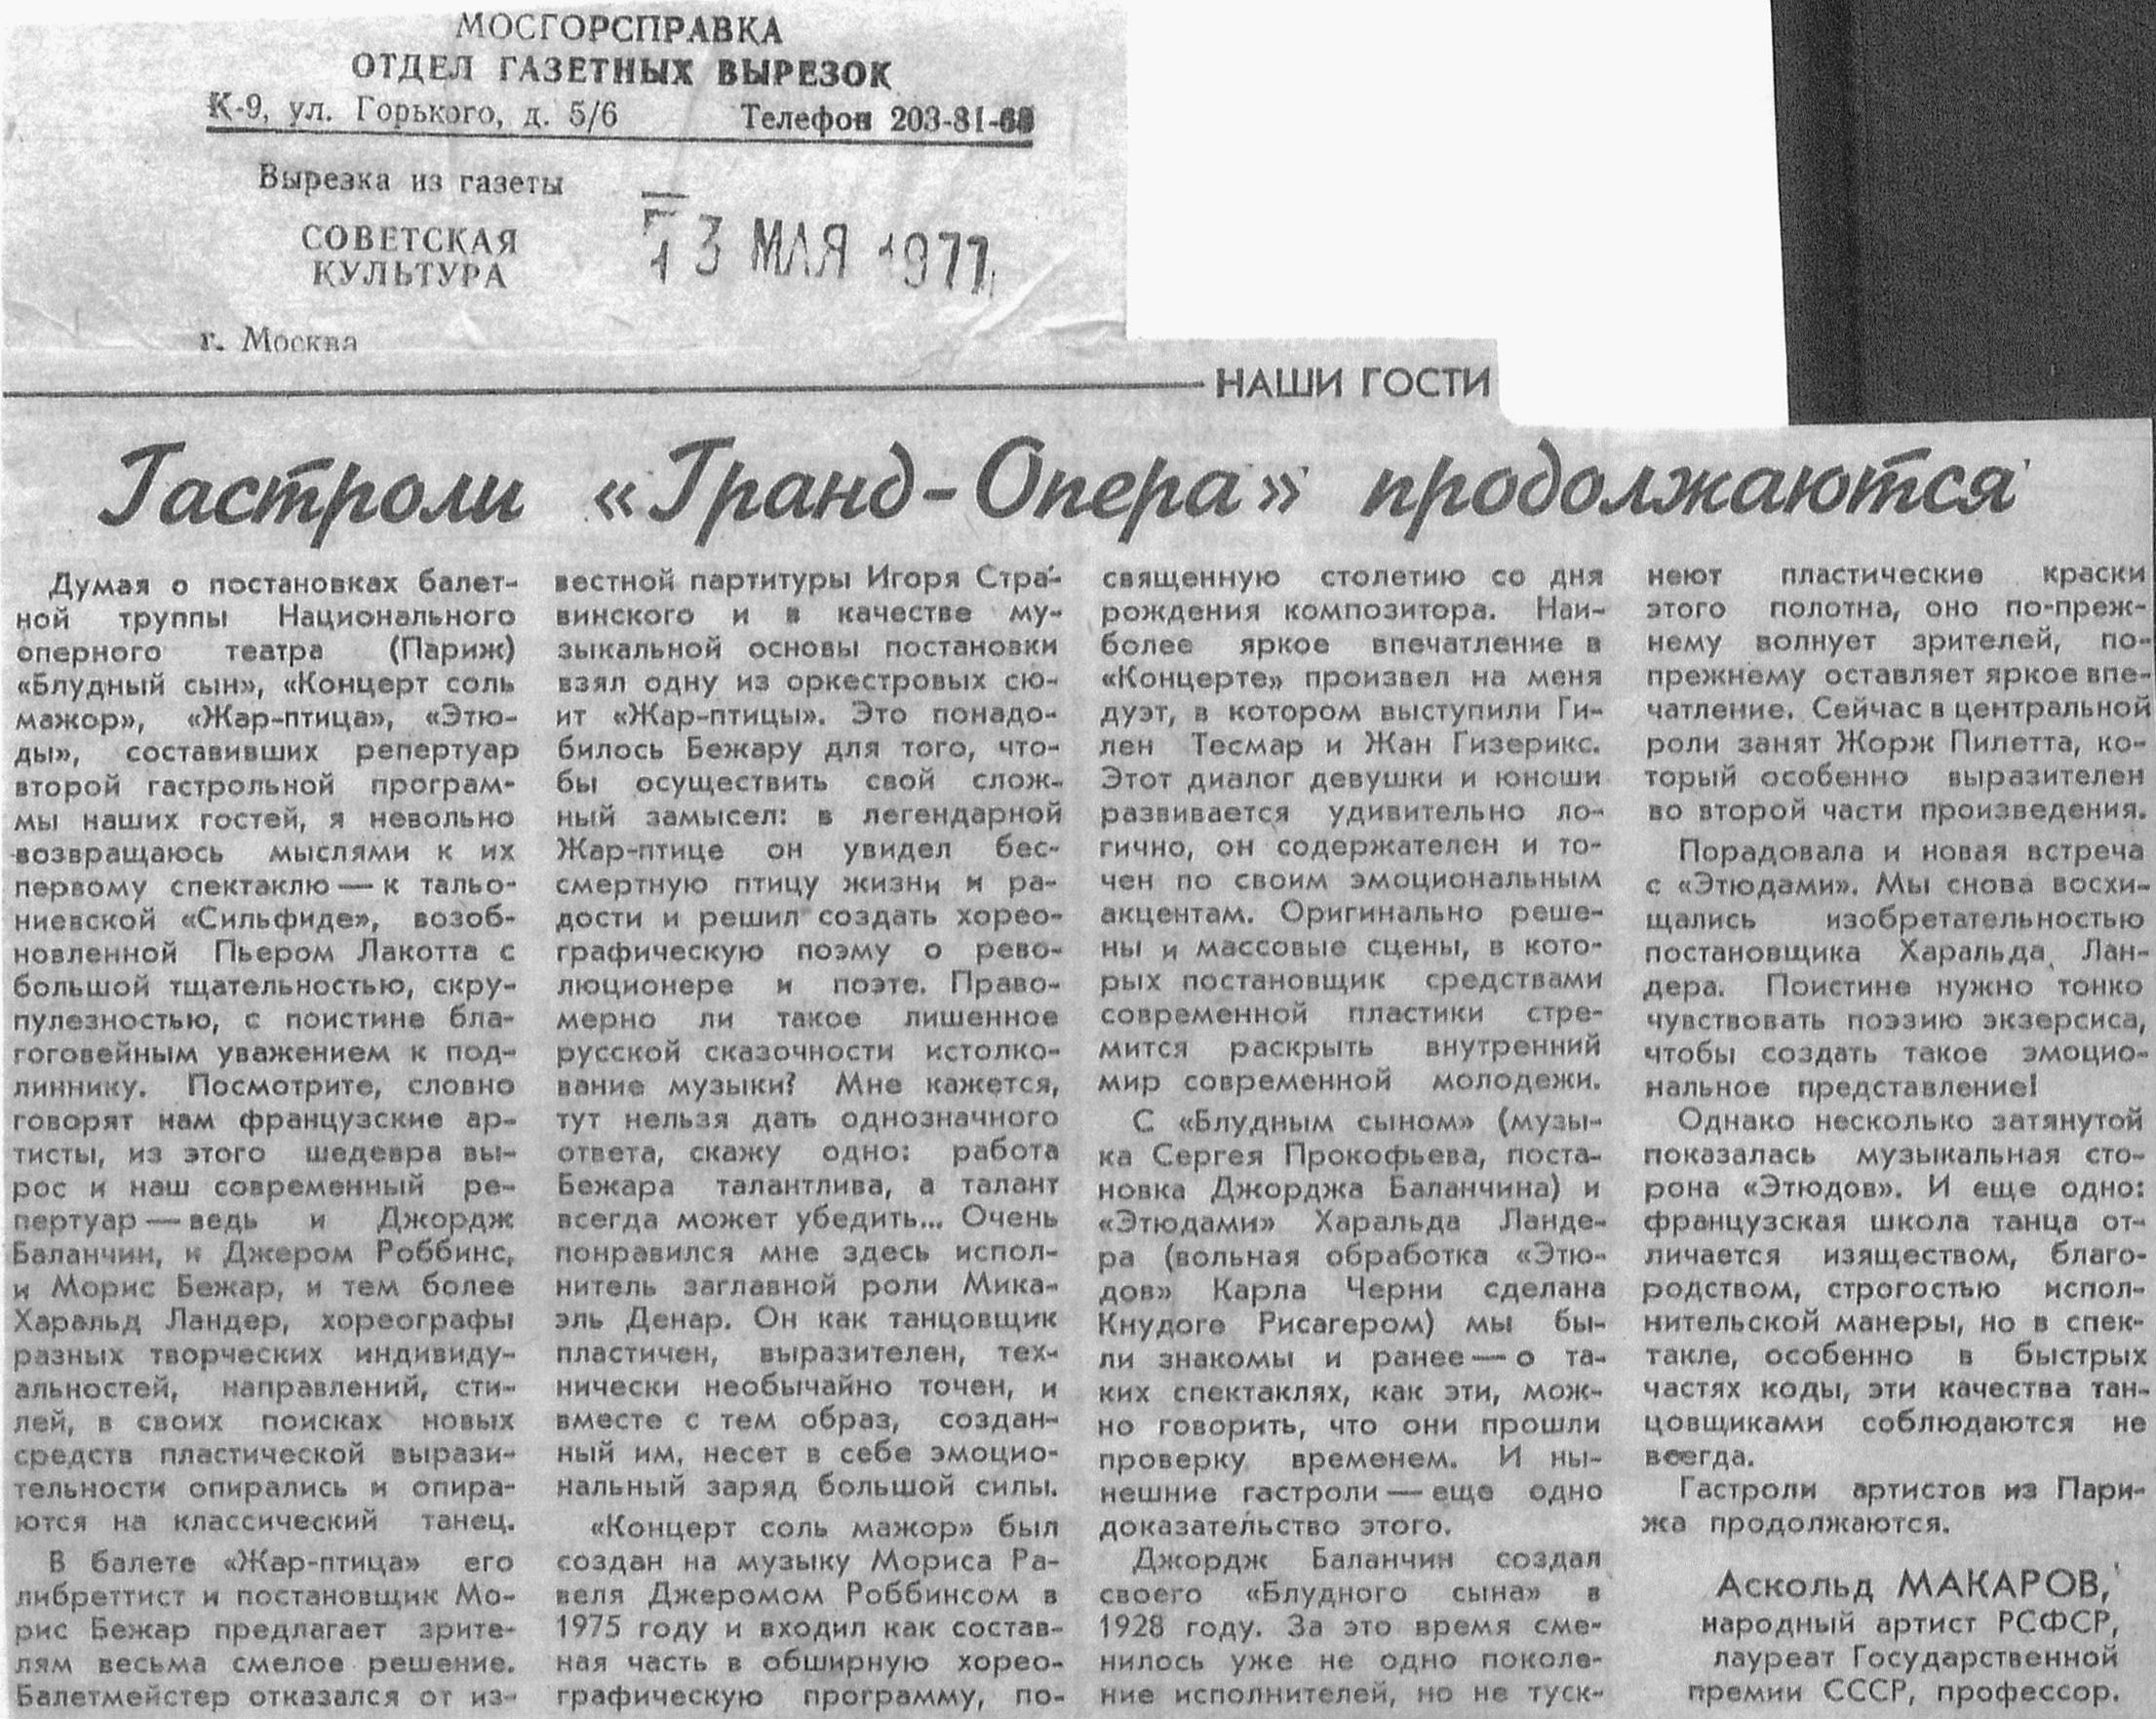 МОСГОРСПРАВКА
ОТДЕЛ ГАЗЕТНЫХ ВЫРЕЗОК
К-9, ул. Горького, д. 5/6 Телефон 203-81-
Вырезка из газеты
СОВЕТСКАЯ
КУЛЬТУРА
13 МАЯ 1977
г. Москва
НАШИ ГОСТИ
Гастроли «Гранд-Опера» продолжаются
Думая о постановках балет-
ной труппы Национального
оперного театра (Париж)
«Блудный сын», «Концерт соль
мажор», «Жар-птица», «Этю-
ды», составивших репертуар
второй гастрольной програм-
мы наших гостей, я невольно
возвращаюсь мыслями к их
первому спектаклю — к тальо-
ниевской «Сильфиде», возоб-
новленной Пьером Лакотта с
большой тщательностью, скру-
пулезностью, с поистине бла-
гоговейным уважением к под-
линнику. Посмотрите, словно
говорят нам французские ар-
тисты, из этого шедевра вы-
рос и наш современный ре-
пертуар — ведь и Джордж
Баланчин, и Джером Роббинс,
и Морис Бежар, и тем более
Харальд Ландер, хореографы
разных творческих индивиду-
альностей, направлений, сти-
лей, в своих поисках новых
средств пластической вырази-
тельности опирались и опира-
ются на классический танец.
В балете «Жар-птица» его
либреттист и постановщик Мо-
рис Бежар предлагает зрите-
лям весьма смелое решение.
Балетмейстер отказался от из-
вестной партитуры Игоря Стра-
винского и в качестве му-
зыкальной основы постановки
взял одну из оркестровых сю-
ит «Жар-птицы». Это понадо-
билось Бежару для того, что-
бы осуществить свой слож-
ный замысел: в легендарной
Жар-птице он увидел бес-
смертную птицу жизни и ра-
дости и решил создать хорео-
графическую поэму о рево-
люционере и поэте. Право-
мерно ли такое лишенное
русской сказочности истолко-
вание музыки? Мне кажется,
тут нельзя дать однозначного
ответа, скажу одно: работа
Бежара талантлива, а талант
всегда может убедить... Очень
понравился мне здесь испол-
нитель заглавной роли Мика-
эль Денар. Он как танцовщик
пластичен, выразителен, тех-
нически необычайно точен, и
вместе с тем образ, создан-
ный им, несет в себе эмоцио-
нальный заряд большой силы.
«Концерт соль мажор» был
создан на музыку Мориса Ра-
веля Джеромом Роббинсом в
1975 году и входил как состав-
ная часть в обширную хорео-
графическую программу, по-
священную столетию со дня
рождения композитора. Наи-
более яркое впечатление в
«Концерте» произвел на меня
дуэт, в котором выступили Ги-
лен Тесмар и Жан Гизерикс.
Этот диалог девушки и юноши
развивается удивительно ло-
гично, он содержателен и то-
чен по своим эмоциональным
акцентам. Оригинально реше-
ны и массовые сцены, в кото-
рых постановщик средствами
современной пластики стре-
мится раскрыть внутренний
мир современной молодежи.
С «Блудным сыном» (музы-
ка Сергея Прокофьева, поста-
новка Джорджа Баланчина) и
«Этюдами» Харальда Ланде-
ра (вольная обработка «Этю-
дов» Карла Черни сделана
Кнудоге Рисагером) мы бы-
ли знакомы и ранее — о та-
ких спектаклях, как эти, мож-
но говорить, что они прошли
проверку временем. И ны-
нешние гастроли — еще одно
доказательство этого.
Джордж Баланчин создал
своего «Блудного сына» в
1928 году. За это время сме-
нилось уже не одно поколе-
ние исполнителей, но не туск-
неют пластические краски
этого полотна, оно по-преж-
нему волнует зрителей, по-
прежнему оставляет яркое впе-
чатление. Сейчас в центральной
роли занят Жорж Пилетта, ко-
торый особенно выразителен
во второй части произведения.
Порадовала и новая встреча
с «Этюдами». Мы снова восхи-
щались изобретательностью
постановщика Харальда Лан-
дера. Поистине нужно тонко
чувствовать поэзию экзерсиса,
чтобы создать такое эмоцио-
нальное представление!
Однако несколько затянутой
показалась музыкальная сто-
рона «Этюдов». И еще одно:
французская школа танца от-
личается изяществом, благо-
родством, строгостью испол-
нительской манеры, но в спек-
такле, особенно в быстрых
частях коды, эти качества тан-
цовщиками соблюдаются не
всегда.
Гастроли артистов из Пари-
жа продолжаются.
Аскольд МАКАРОВ,
народный артист РСФСР,
лауреат Государственной
премии СССР, профессор.